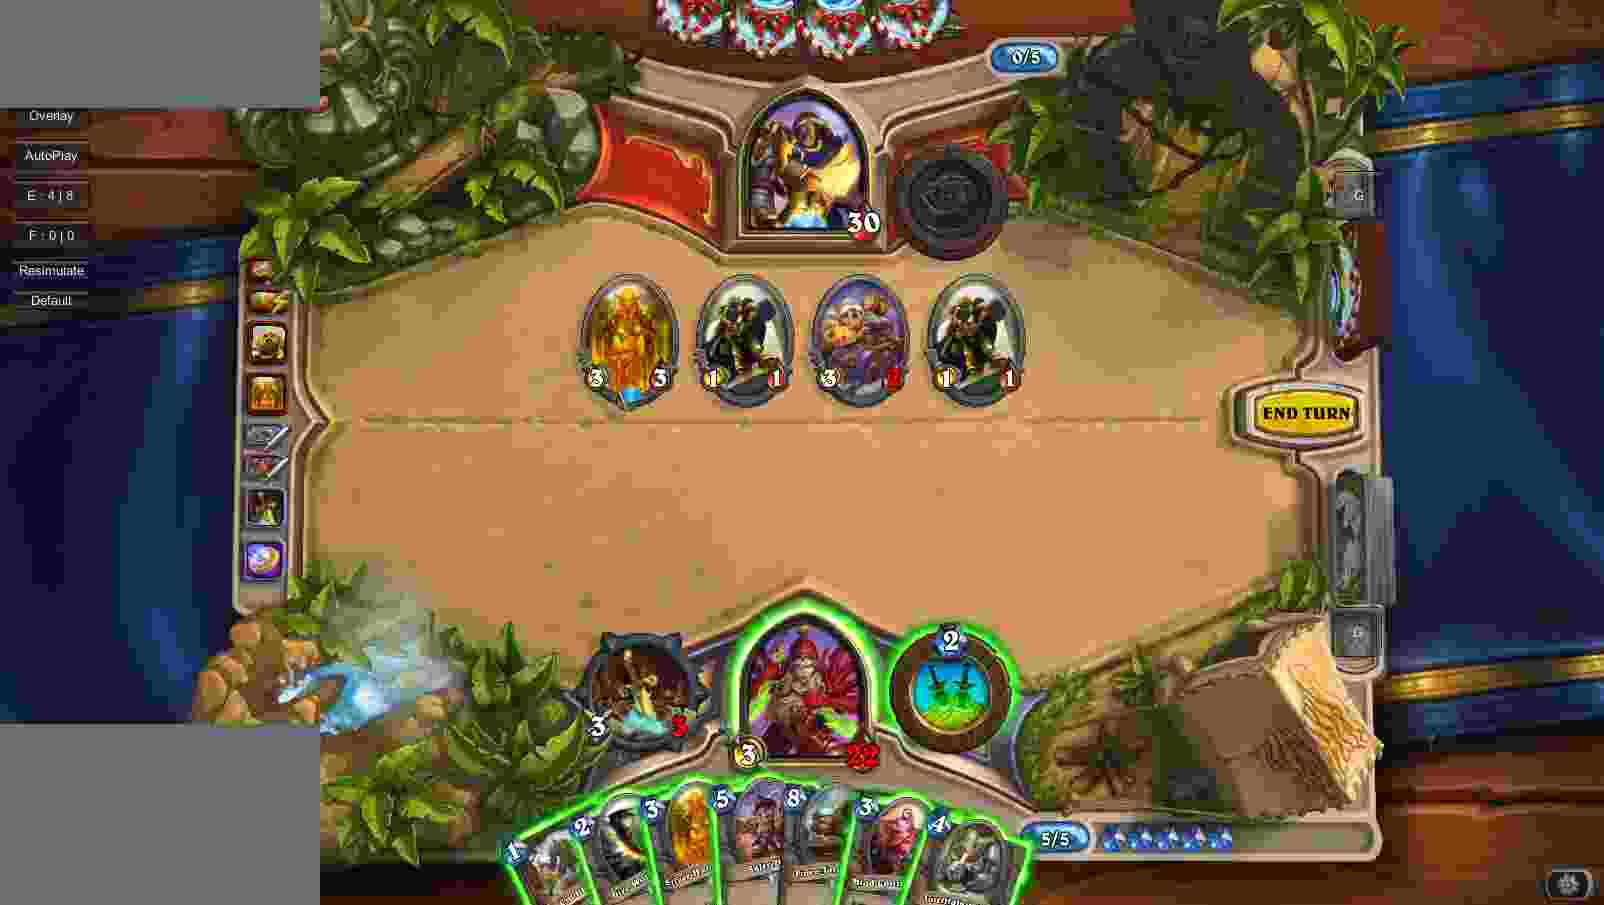 0/5
Overlay
AutoPlay
E : 4 | 8
G
F : 0 | 0
30
Resimulate
Default
3 3 1 1 3 2 1 1
END TURN
2
G
3 3
3 22
1 2 3 5 8 3 4
5/5